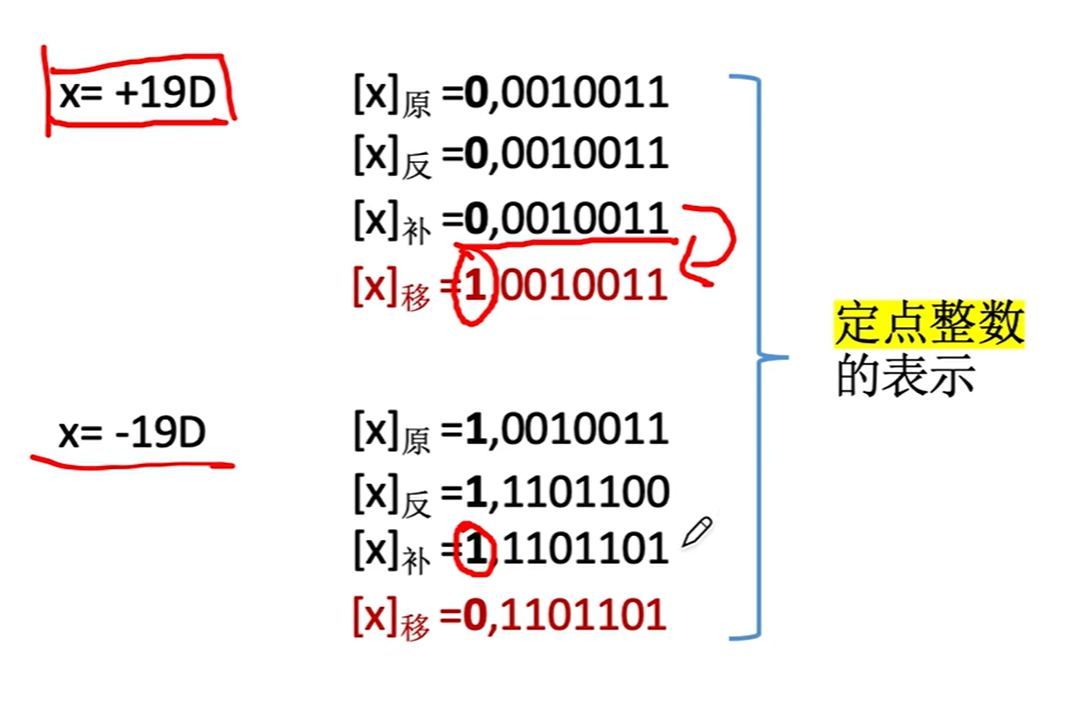 x= +19D
[x]原 =0,0010011
[x]反 =0,0010011
[x]补 =0,0010011
[x]移 =1,0010011
x= -19D
[x]原 =1,0010011
[x]反 =1,1101100
[x]补 =1,1101101
[x]移 =0,1101101
定点整数
的表示